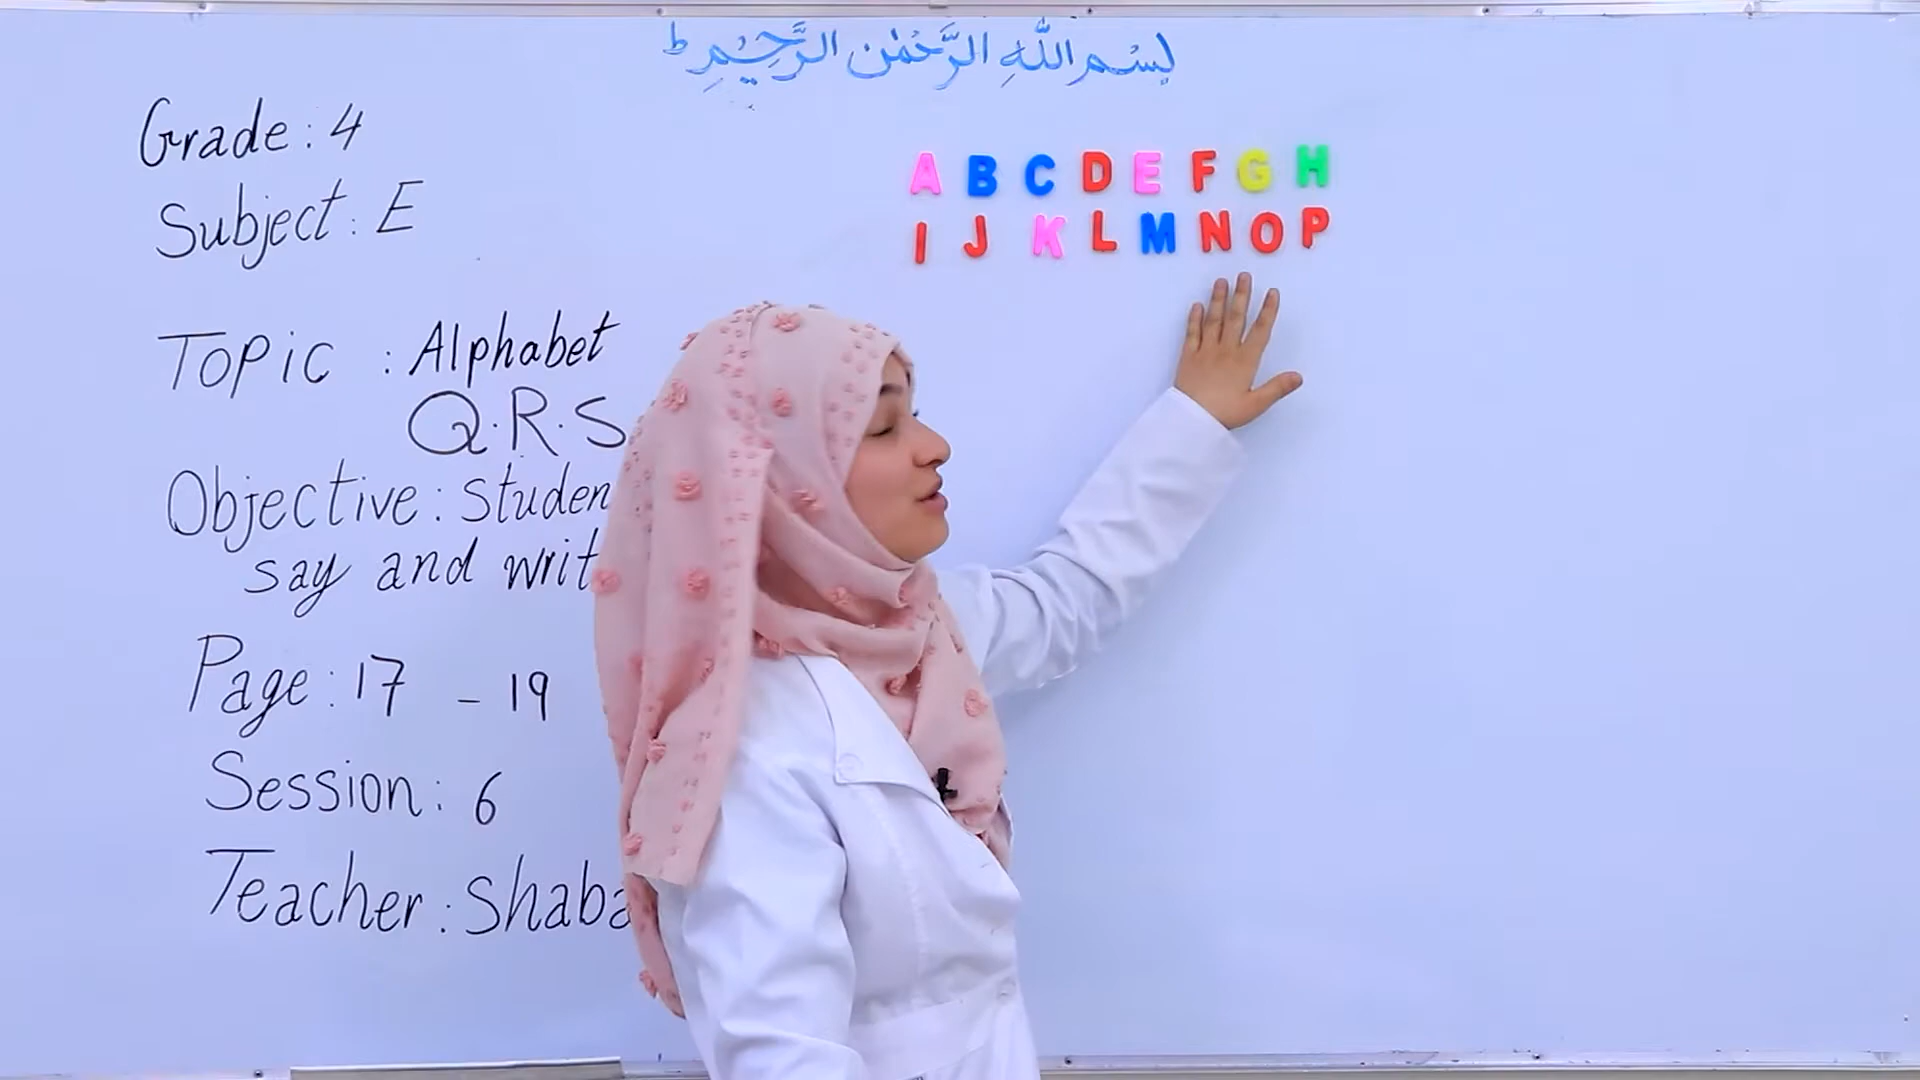 بِسْمِ اللهِ الرَّحْمٰنِ الرَّحِيْمِ ط
Grade: 4
Subject: E
A B C D E F G H
I J K L M N O P
Topic : Alphabet
Q.R.S
Objective: Studen
say and writ
Page: 17 - 19
Session: 6
Teacher: Shaba